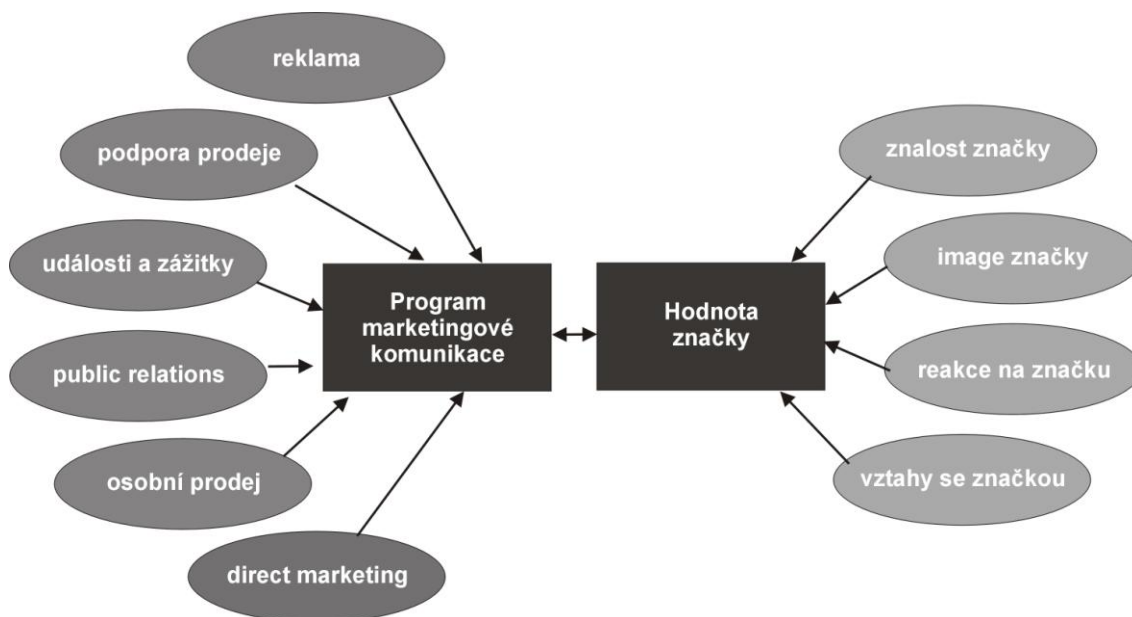 reklama
podpora prodeje
události a zážitky
public relations
osobní prodej
direct marketing
Program
marketingové
komunikace
Hodnota
značky
znalost značky
image značky
reakce na značku
vztahy se značkou